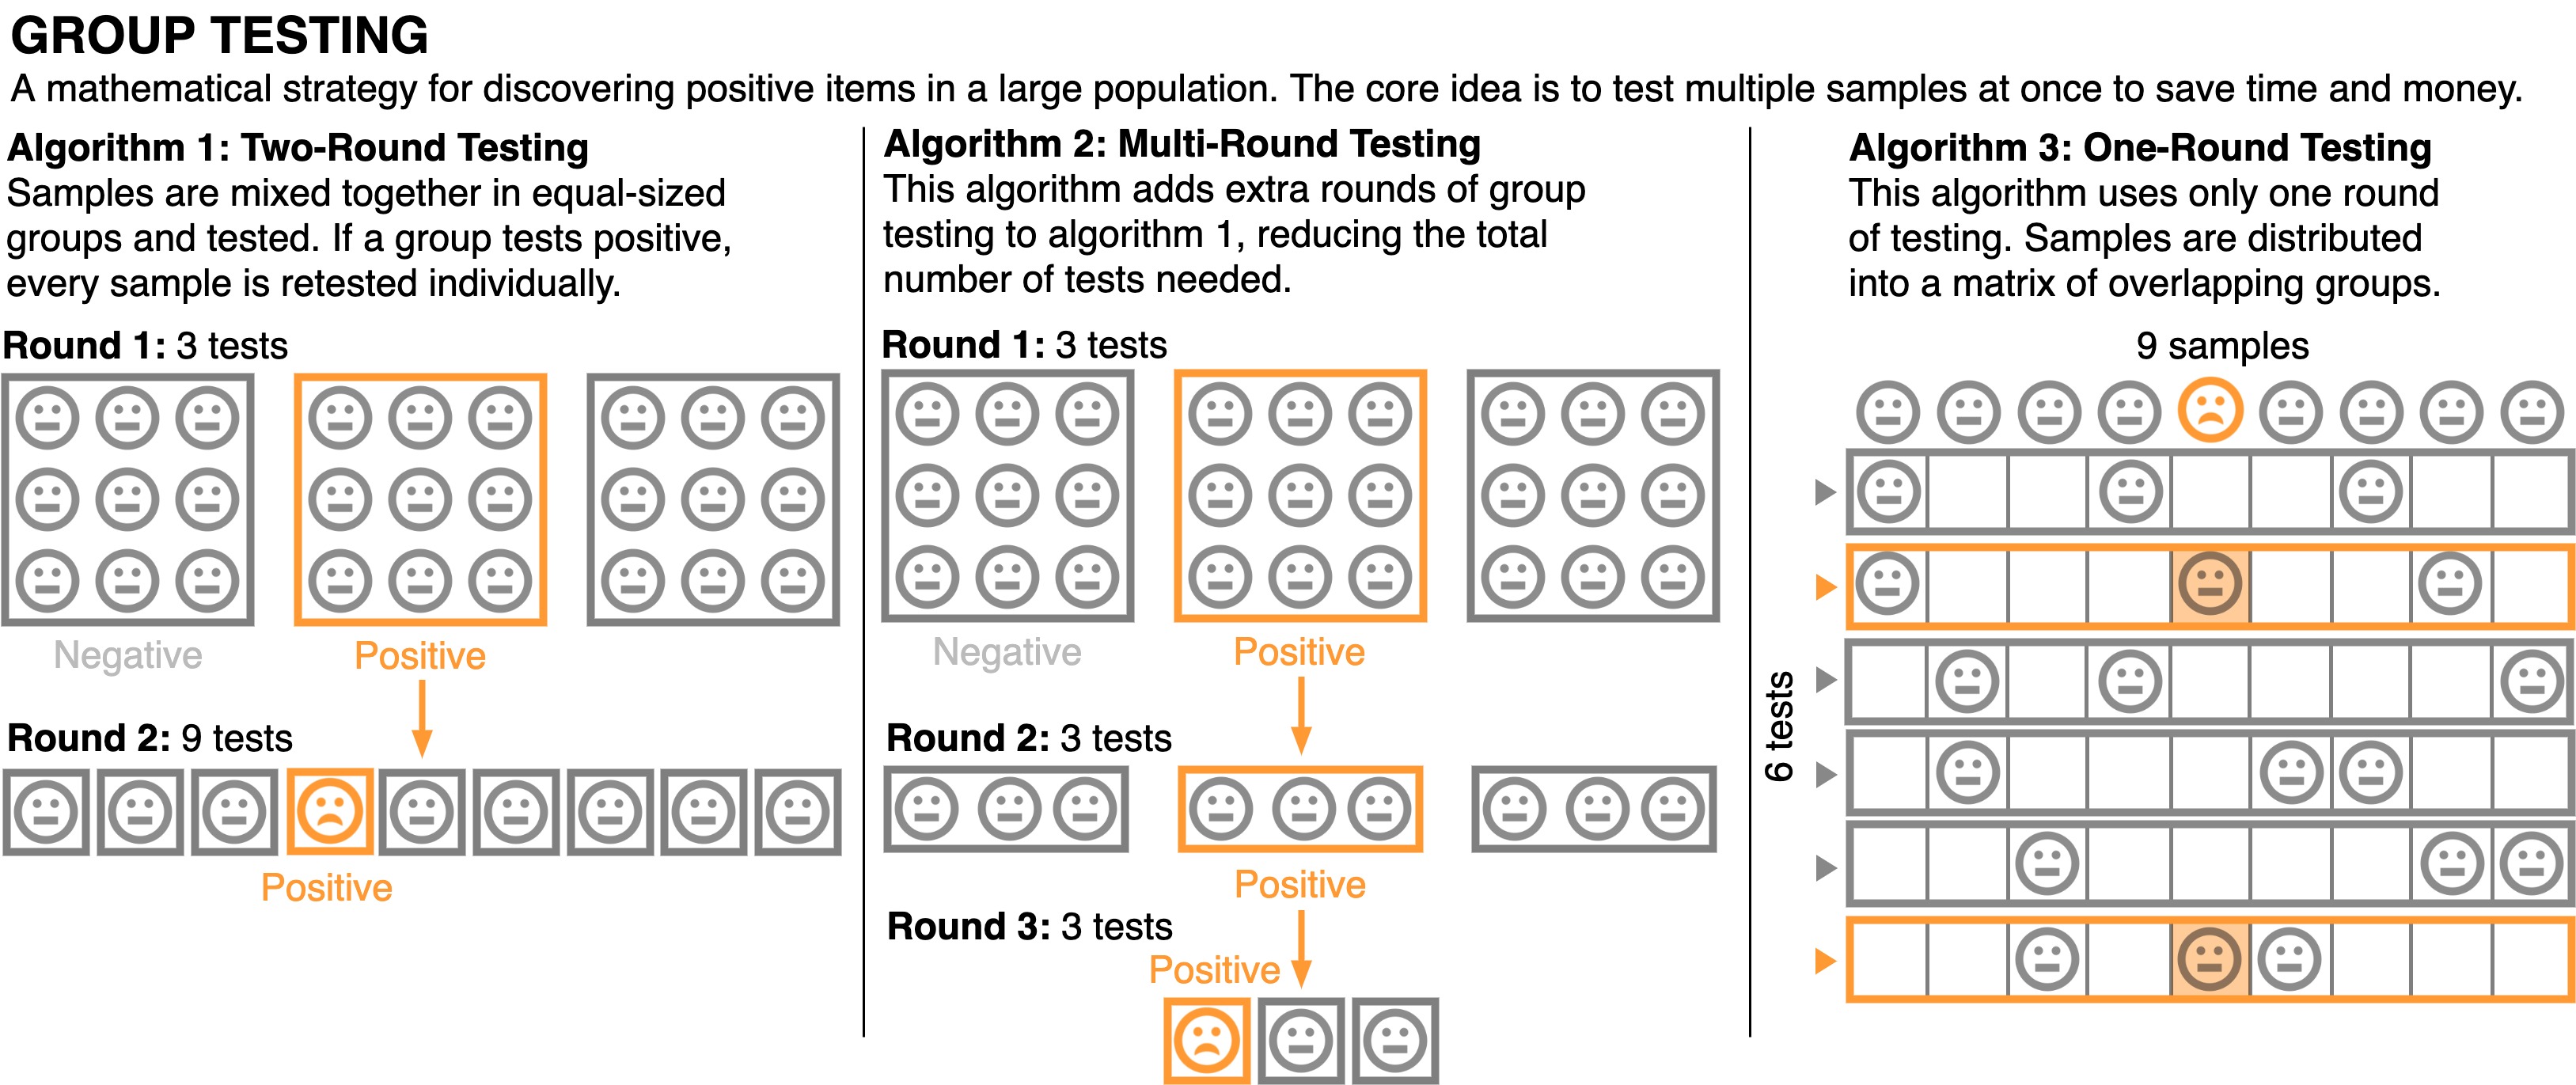 GROUP TESTING
A mathematical strategy for discovering positive items in a large population. The core idea is to test multiple samples at once to save time and money.
Algorithm 1: Two-Round Testing
Samples are mixed together in equal-sized
groups and tested. If a group tests positive,
every sample is retested individually.
Round 1: 3 tests
Negative
Positive
Round 2: 9 tests
Positive
Algorithm 2: Multi-Round Testing
This algorithm adds extra rounds of group
testing to algorithm 1, reducing the total
number of tests needed.
Round 1: 3 tests
Negative
Positive
Round 2: 3 tests
Positive
Round 3: 3 tests
Positive
Algorithm 3: One-Round Testing
This algorithm uses only one round
of testing. Samples are distributed
into a matrix of overlapping groups.
9 samples
6 tests